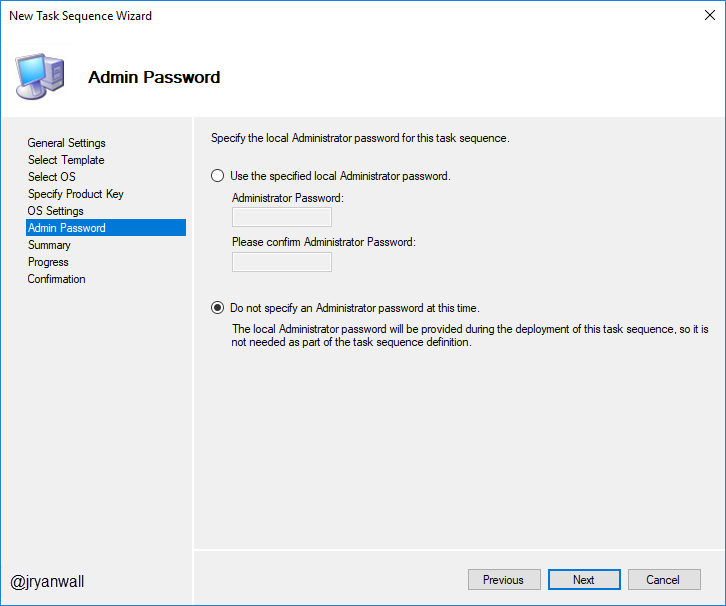 New Task Sequence Wizard
Admin Password
General Settings
Select Template
Select OS
Specify Product Key
OS Settings
Admin Password
Summary
Progress
Confirmation
Specify the local Administrator password for this task sequence.
Use the specified local Administrator password.
Administrator Password:
Please confirm Administrator Password:
Do not specify an Administrator password at this time.
The local Administrator password will be provided during the deployment of this task sequence, so it is
not needed as part of the task sequence definition.
@jryanwall
Previous
Next
Cancel